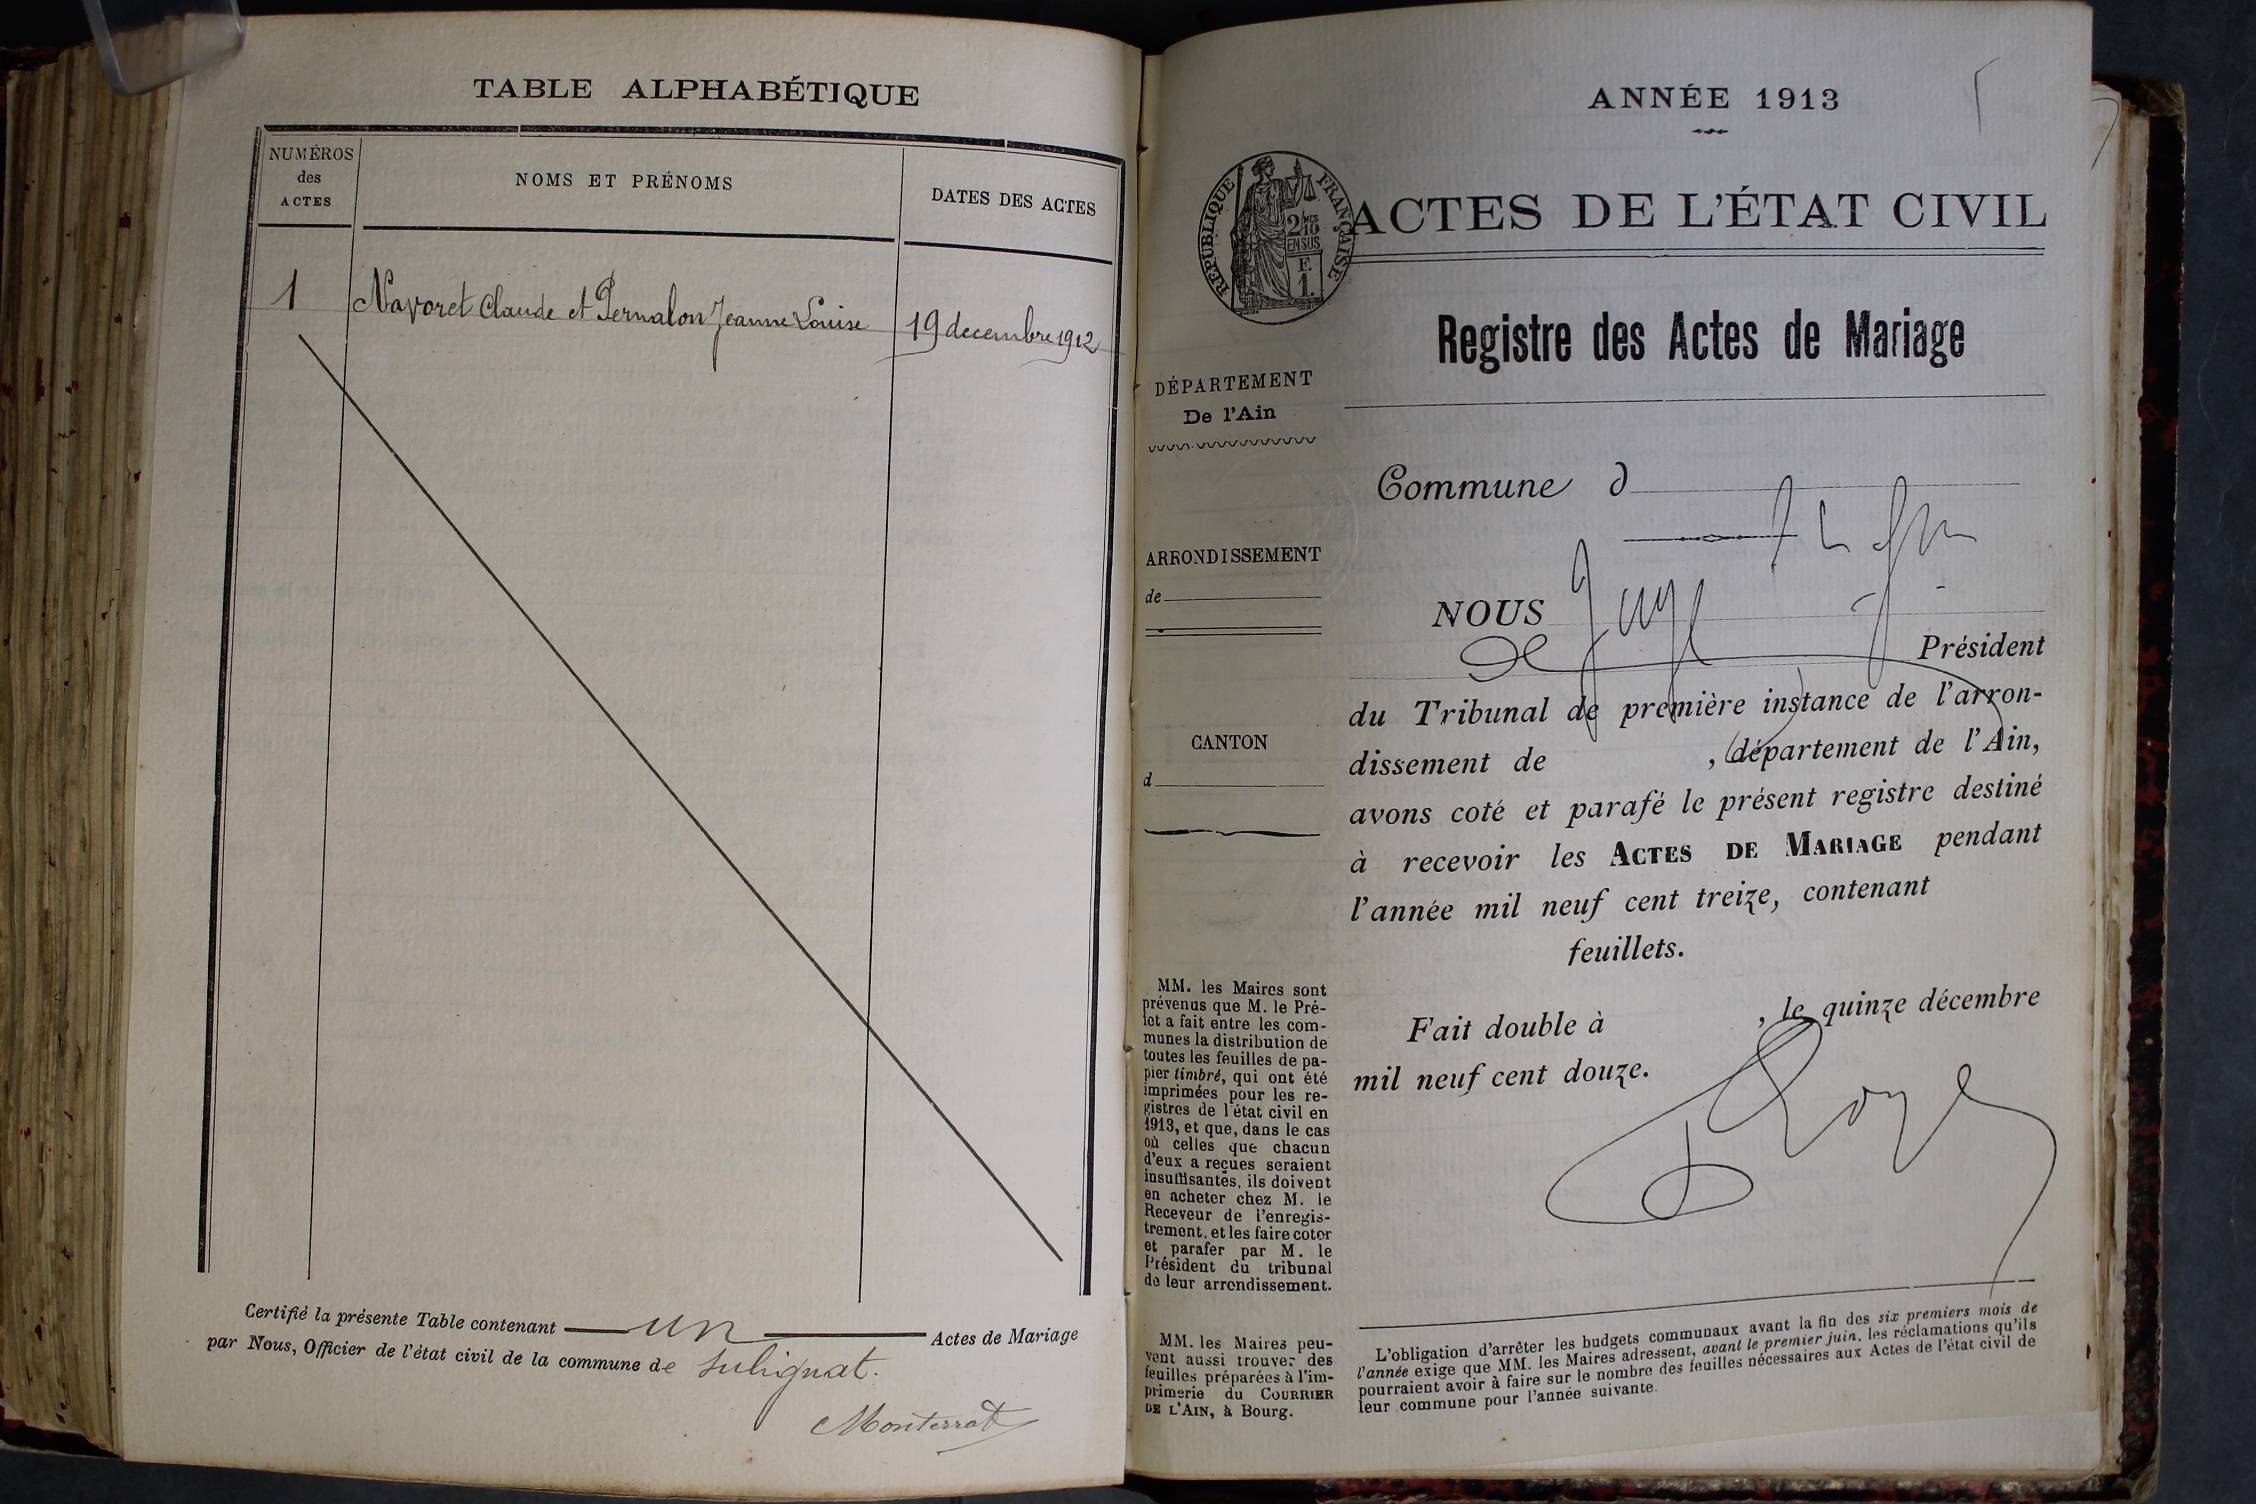 TABLE ALPHABÉTIQUE
NUMÉROS
des
ACTES
NOMS ET PRÉNOMS
DATES DES ACTES
1
Navoret Claude et Pernalon Jeanne Louise
19 decembre 1912
Certifié la présente Table contenant un Actes de Mariage
par Nous, Officier de l'état civil de la commune de Sulignat.
Monterrat
ANNÉE 1913
RÉPUBLIQUE FRANÇAISE
2/10
MES
EN SUS
F.
1.
ACTES DE L'ÉTAT CIVIL
Registre des Actes de Mariage
DÉPARTEMENT
De l'Ain
ARRONDISSEMENT
de
CANTON
d
MM. les Maires sont
prévenus que M. le Pré-
fet a fait entre les com-
munes la distribution de
toutes les feuilles de pa-
pier timbré, qui ont été
imprimées pour les re-
gistres de l'état civil en
1913, et que, dans le cas
où celles que chacun
d'eux a reçues seraient
insuffisantes, ils doivent
en acheter chez M. le
Receveur de l'enregis-
trement, et les faire coter
et parafer par M. le
Président du tribunal
de leur arrondissement.
MM. les Maires peu-
vent aussi trouver des
feuilles préparées à l'im-
primerie du COURRIER
DE L'AIN, à Bourg.
Commune d
NOUS Juge
Président
du Tribunal de première instance de l'arron-
dissement de , département de l'Ain,
avons coté et parafé le présent registre destiné
à recevoir les ACTES DE MARIAGE pendant
l'année mil neuf cent treize, contenant
feuillets.
Fait double à , le quinze décembre
mil neuf cent douze.
L'obligation d'arrêter les budgets communaux avant la fin des six premiers mois de
l'année exige que MM. les Maires adressent, avant le premier juin, les réclamations qu'ils
pourraient avoir à faire sur le nombre des feuilles nécessaires aux Actes de l'état civil de
leur commune pour l'année suivante.